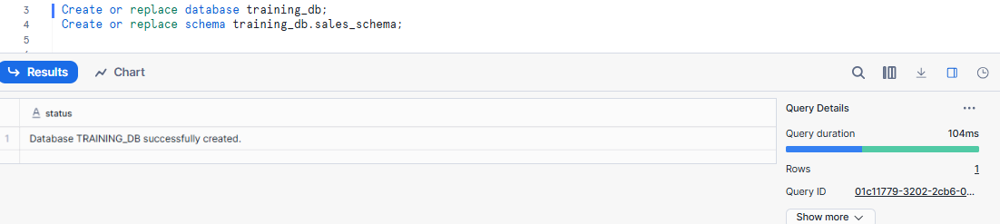 3 Create or replace database training_db;
4 Create or replace schema training_db.sales_schema;
5
Results Chart
A status
Query Details
1 Database TRAINING_DB successfully created.
Query duration 104ms
Rows 1
Query ID 01c11779-3202-2cb6-0...
Show more